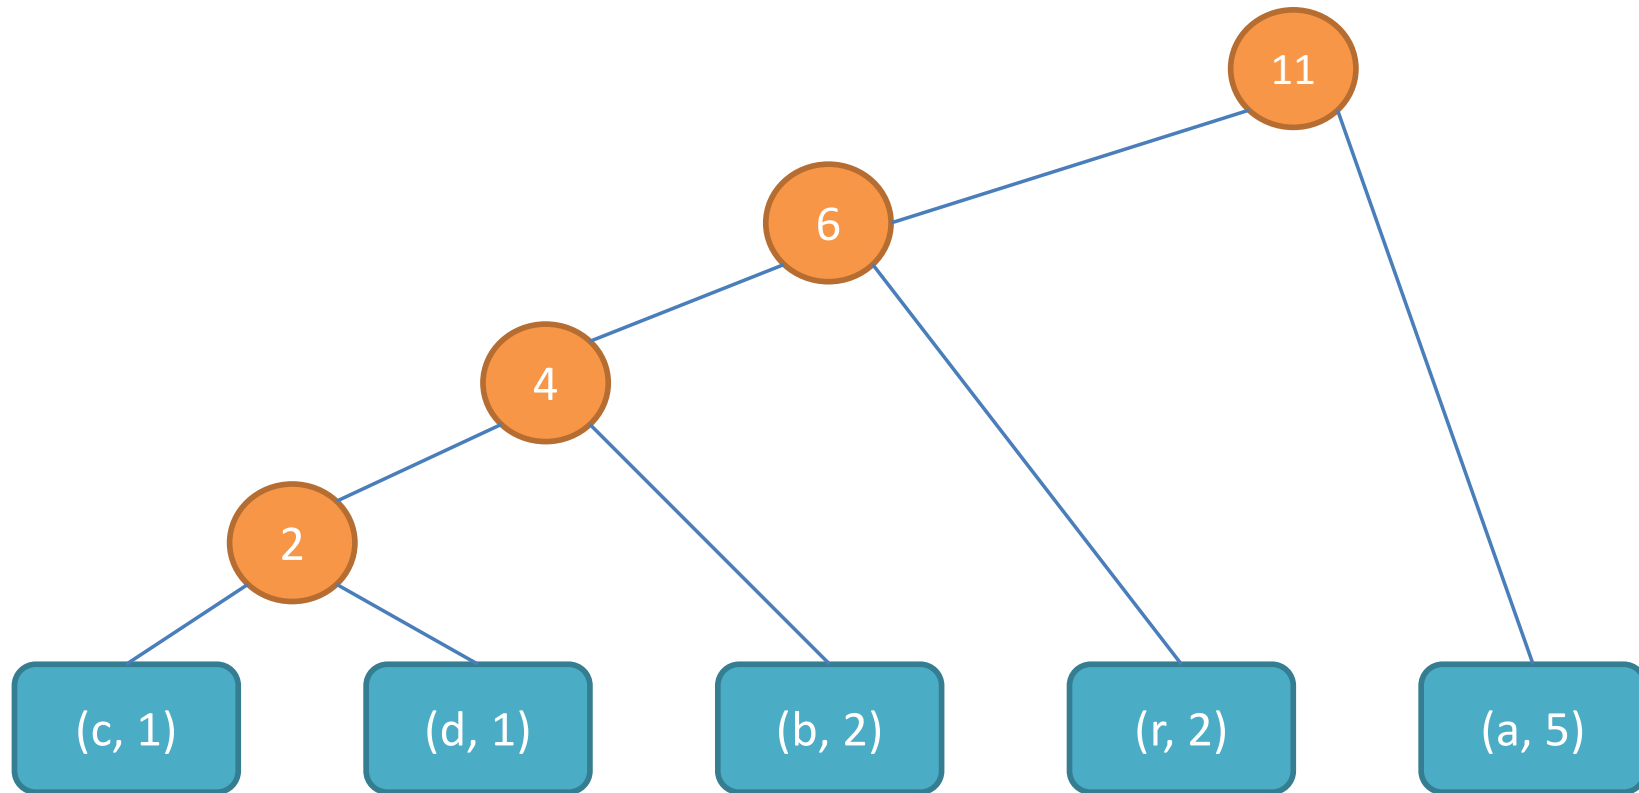 11
6
4
2
(c, 1) (d, 1) (b, 2) (r, 2) (a, 5)